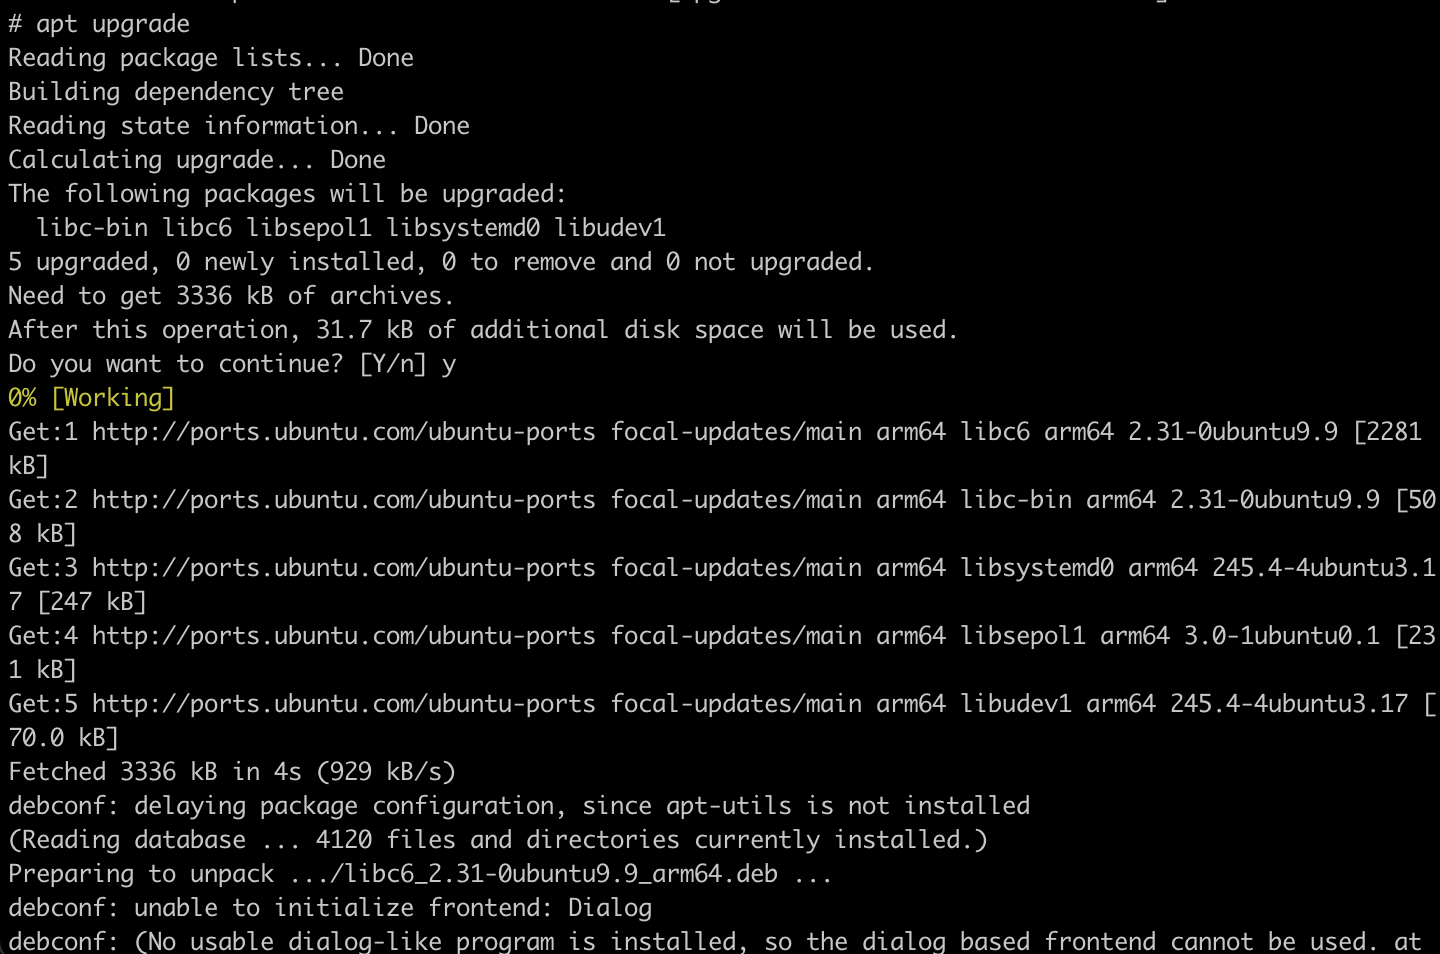 # apt upgrade
Reading package lists... Done
Building dependency tree
Reading state information... Done
Calculating upgrade... Done
The following packages will be upgraded:
  libc-bin libc6 libsepol1 libsystemd0 libudev1
5 upgraded, 0 newly installed, 0 to remove and 0 not upgraded.
Need to get 3336 kB of archives.
After this operation, 31.7 kB of additional disk space will be used.
Do you want to continue? [Y/n] y
0% [Working]
Get:1 http://ports.ubuntu.com/ubuntu-ports focal-updates/main arm64 libc6 arm64 2.31-0ubuntu9.9 [2281
kB]
Get:2 http://ports.ubuntu.com/ubuntu-ports focal-updates/main arm64 libc-bin arm64 2.31-0ubuntu9.9 [50
8 kB]
Get:3 http://ports.ubuntu.com/ubuntu-ports focal-updates/main arm64 libsystemd0 arm64 245.4-4ubuntu3.1
7 [247 kB]
Get:4 http://ports.ubuntu.com/ubuntu-ports focal-updates/main arm64 libsepol1 arm64 3.0-1ubuntu0.1 [23
1 kB]
Get:5 http://ports.ubuntu.com/ubuntu-ports focal-updates/main arm64 libudev1 arm64 245.4-4ubuntu3.17 [
70.0 kB]
Fetched 3336 kB in 4s (929 kB/s)
debconf: delaying package configuration, since apt-utils is not installed
(Reading database ... 4120 files and directories currently installed.)
Preparing to unpack .../libc6_2.31-0ubuntu9.9_arm64.deb ...
debconf: unable to initialize frontend: Dialog
debconf: (No usable dialog-like program is installed, so the dialog based frontend cannot be used. at